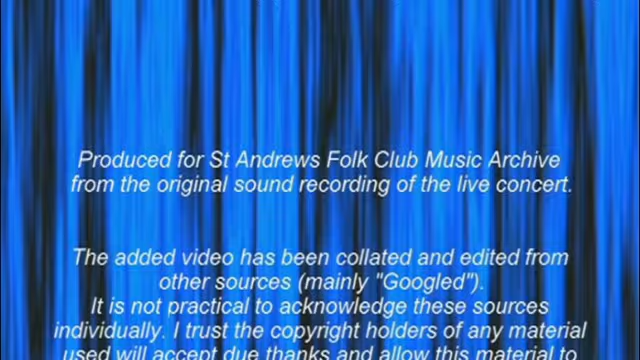 Produced for St Andrews Folk Club Music Archive
from the original sound recording of the live concert.
The added video has been collated and edited from
other sources (mainly "Googled").
It is not practical to acknowledge these sources
individually. I trust the copyright holders of any material
used will accept due thanks and allow this material to